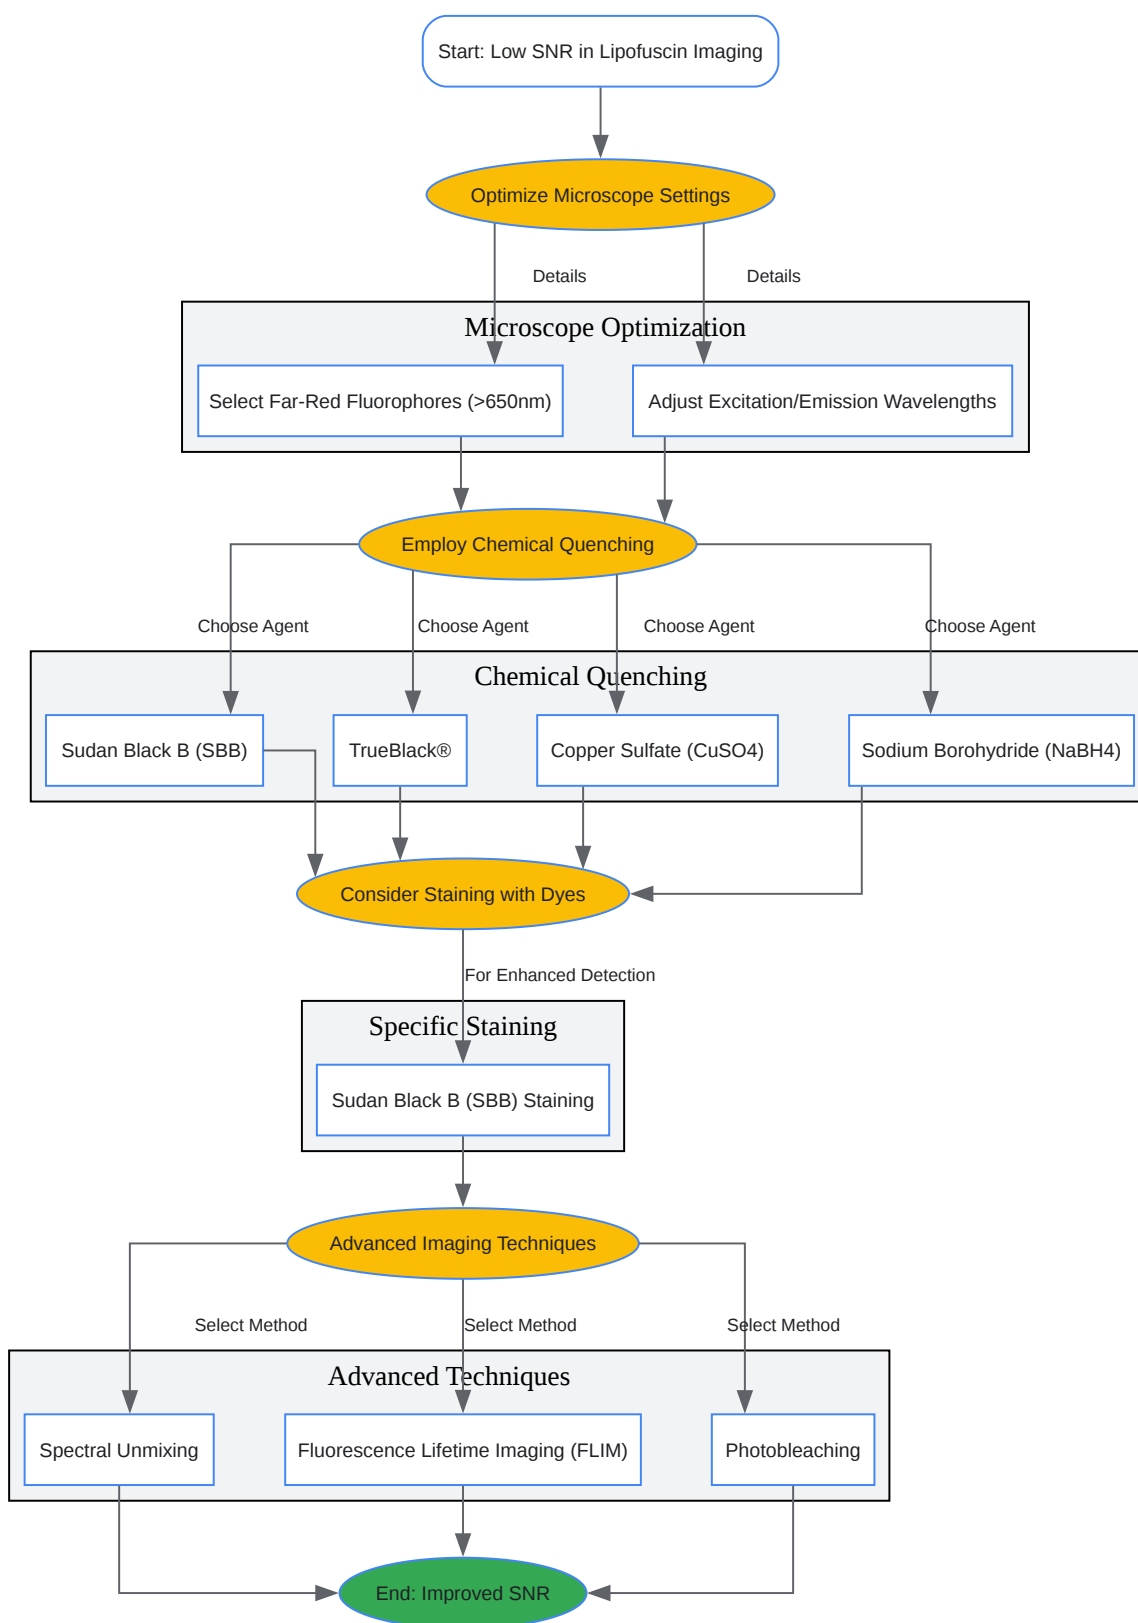 Start: Low SNR in Lipofuscin Imaging
Optimize Microscope Settings
Details
Details
Microscope Optimization
Select Far-Red Fluorophores (>650nm)
Adjust Excitation/Emission Wavelengths
Employ Chemical Quenching
Choose Agent
Choose Agent
Choose Agent
Choose Agent
Chemical Quenching
Sudan Black B (SBB)
TrueBlack®
Copper Sulfate (CuSO4)
Sodium Borohydride (NaBH4)
Consider Staining with Dyes
For Enhanced Detection
Specific Staining
Sudan Black B (SBB) Staining
Advanced Imaging Techniques
Select Method
Select Method
Select Method
Advanced Techniques
Spectral Unmixing
Fluorescence Lifetime Imaging (FLIM)
Photobleaching
End: Improved SNR